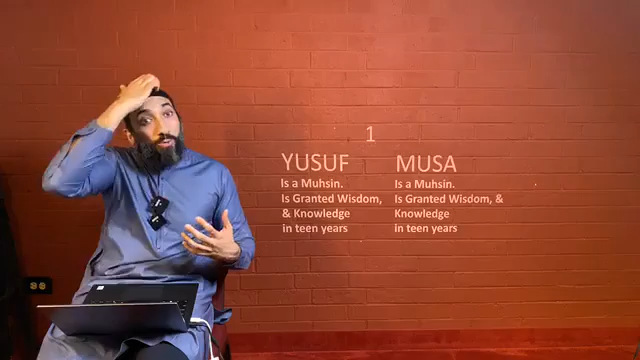 1
YUSUF
Is a Muhsin.
Is Granted Wisdom,
& Knowledge
in teen years
MUSA
Is a Muhsin.
Is Granted Wisdom, &
Knowledge
in teen years